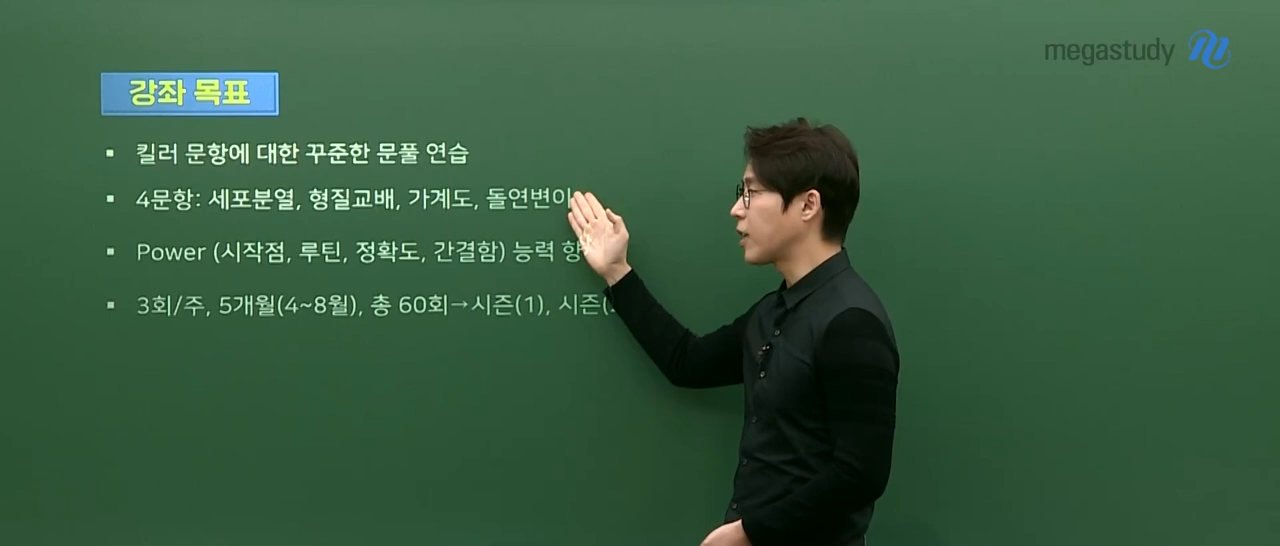 megastudy
강좌 목표
▪ 킬러 문항에 대한 꾸준한 문풀 연습
▪ 4문항: 세포분열, 형질교배, 가계도, 돌연변이
▪ Power (시작점, 루틴, 정확도, 간결함) 능력
▪ 3회/주, 5개월(4~8월), 총 60회→시즌(1), 시즌(